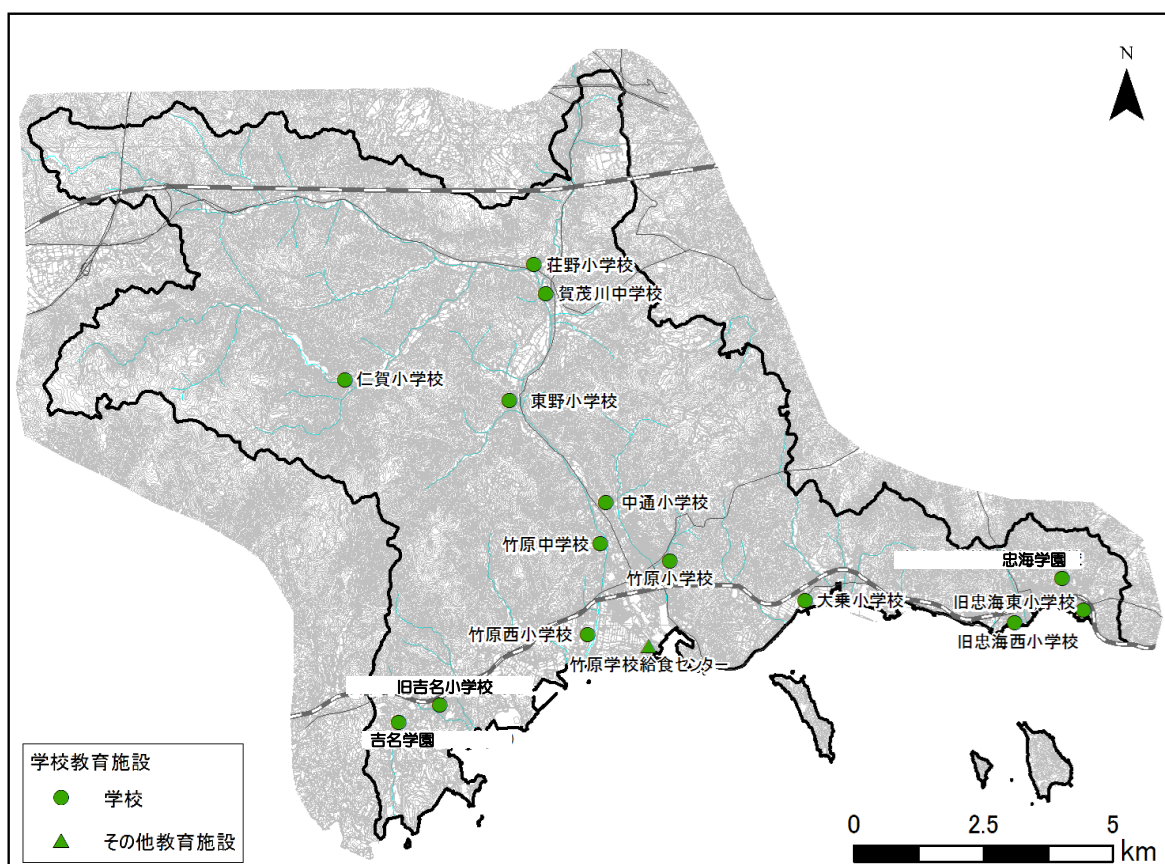 N
荘野小学校
賀茂川中学校
仁賀小学校
東野小学校
中通小学校
竹原中学校
竹原小学校
忠海学園
大乗小学校
旧忠海東小学校
竹原西小学校
旧忠海西小学校
竹原学校給食センター
旧吉名小学校
吉名学園
学校教育施設
学校
その他教育施設
0 2.5 5
km